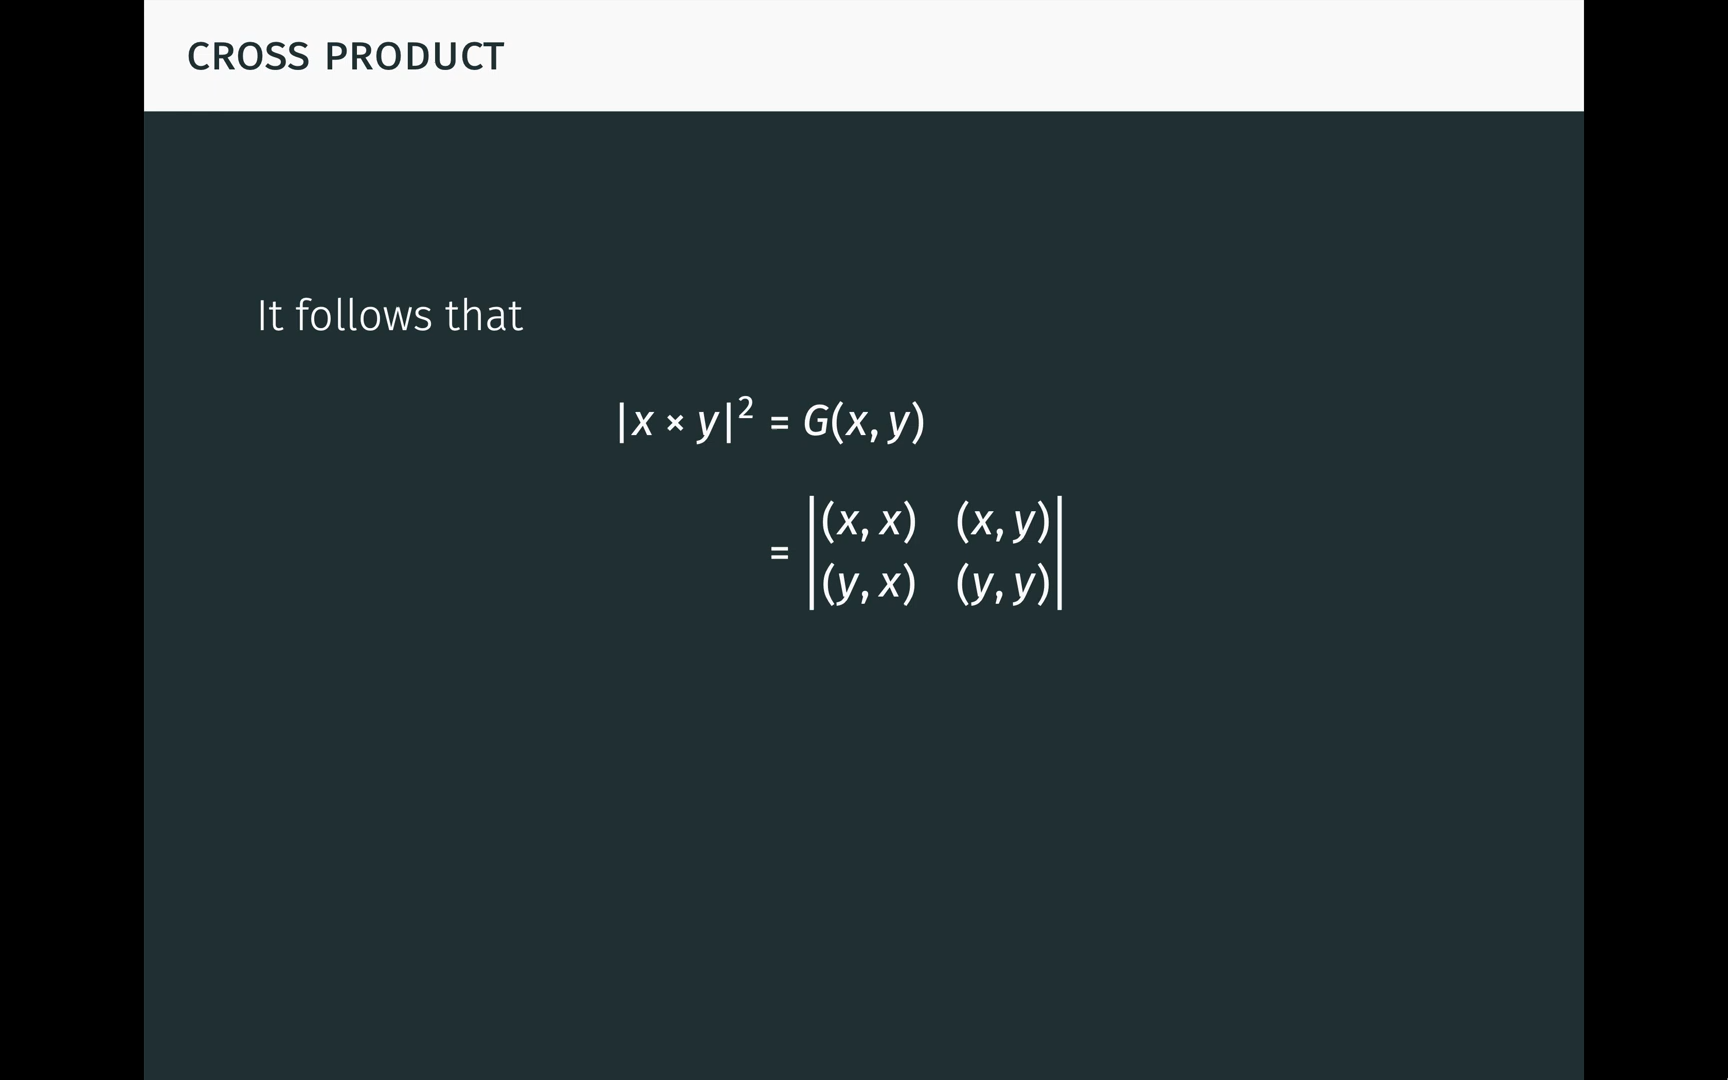 CROSS PRODUCT
It follows that
|x × y|² = G(x, y)
= |(x, x) (x, y)|
|(y, x) (y, y)|